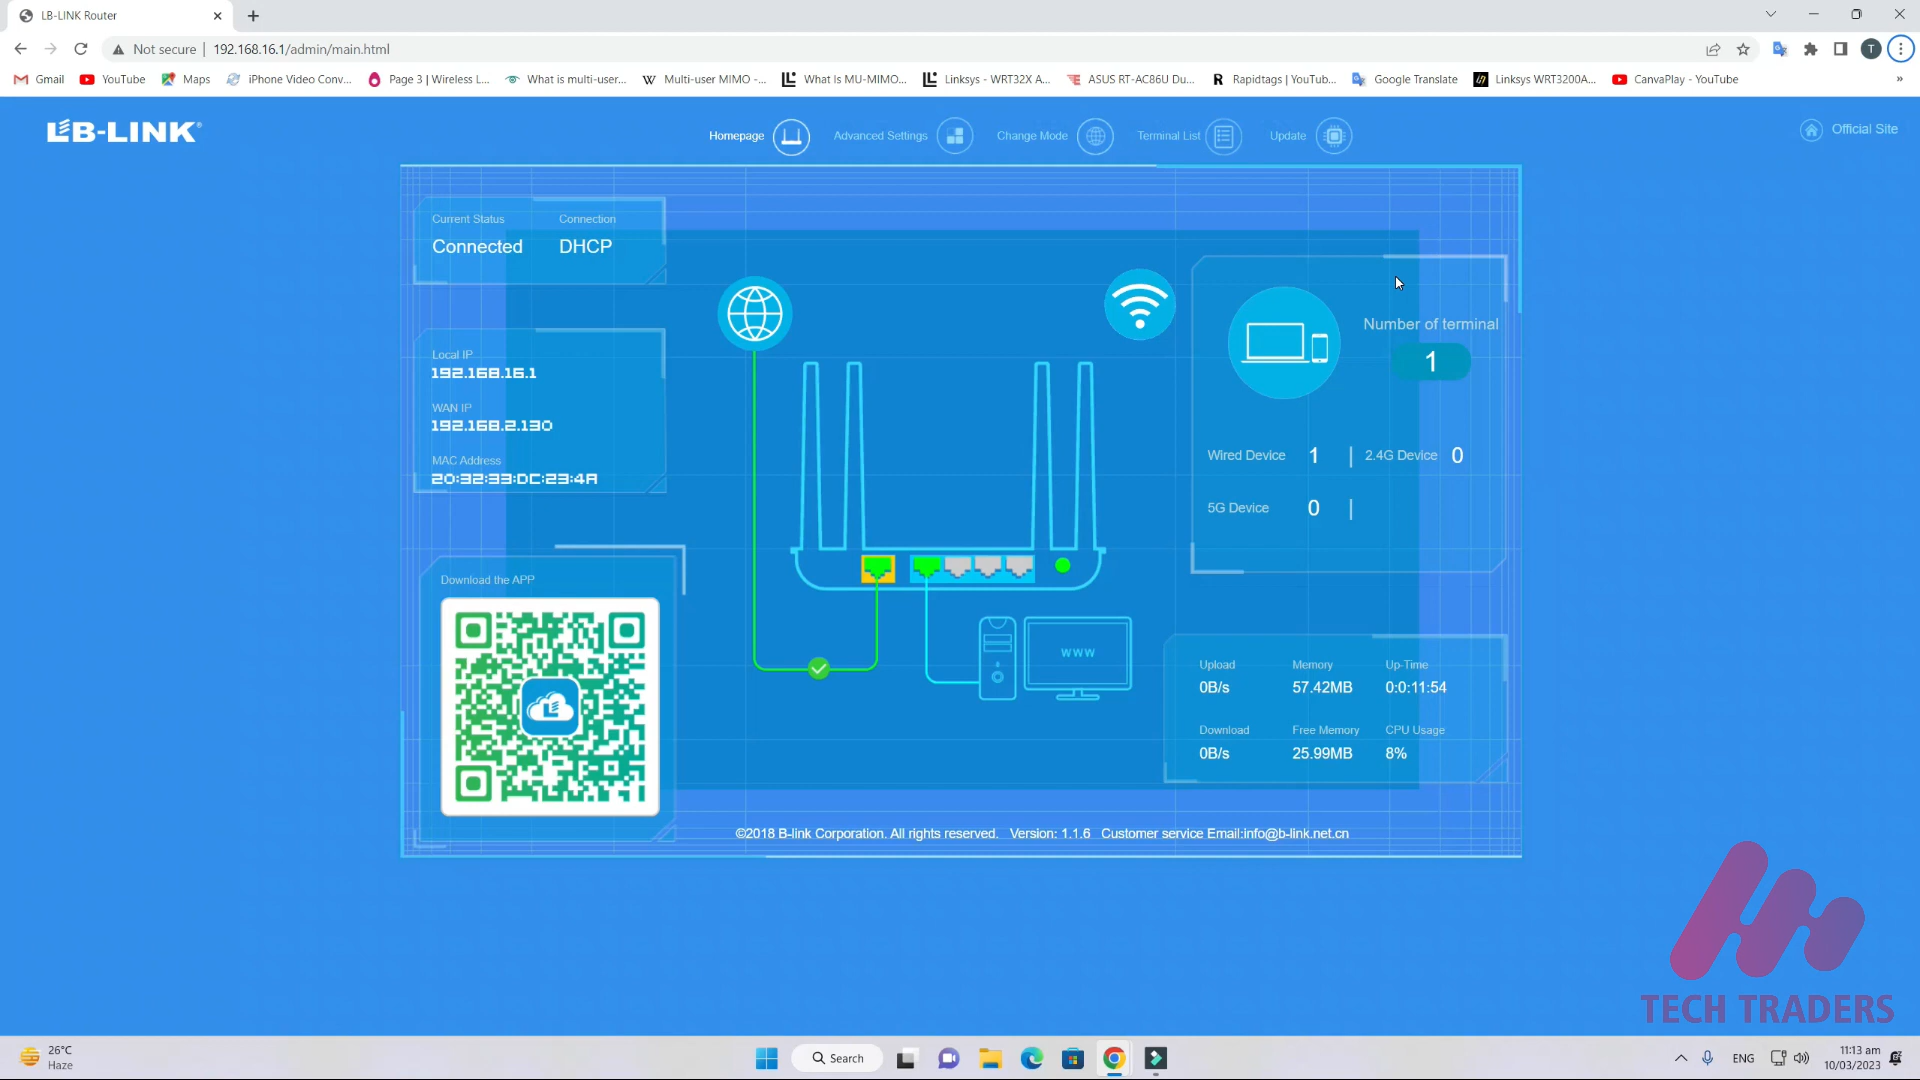 LB-LINK Router
Not secure | 192.168.16.1/admin/main.html
T
Gmail
YouTube
Maps
iPhone Video Conv...
Page 3 | Wireless L...
What is multi-user...
Multi-user MIMO -...
What Is MU-MIMO...
Linksys - WRT32X A...
ASUS RT-AC86U Du...
Rapidtags | YouTub...
Google Translate
Linksys WRT3200A...
CanvaPlay - YouTube
»
LB-LINK
Homepage
Advanced Settings
Change Mode
Terminal List
Update
Official Site
Current Status Connection
Connected DHCP
Local IP
192.168.16.1
WAN IP
192.168.2.130
MAC Address
20:32:33:DC:23:4A
Download the APP
www
Number of terminal
1
Wired Device 1 | 2.4G Device 0
5G Device 0 |
Upload Memory Up-Time
0B/s 57.42MB 0:0:11:54
Download Free Memory CPU Usage
0B/s 25.99MB 8%
©2018 B-link Corporation. All rights reserved. Version: 1.1.6 Customer service Email:info@b-link.net.cn
TECH TRADERS
26°C
Haze
Search
ENG
11:13 am
10/03/2023